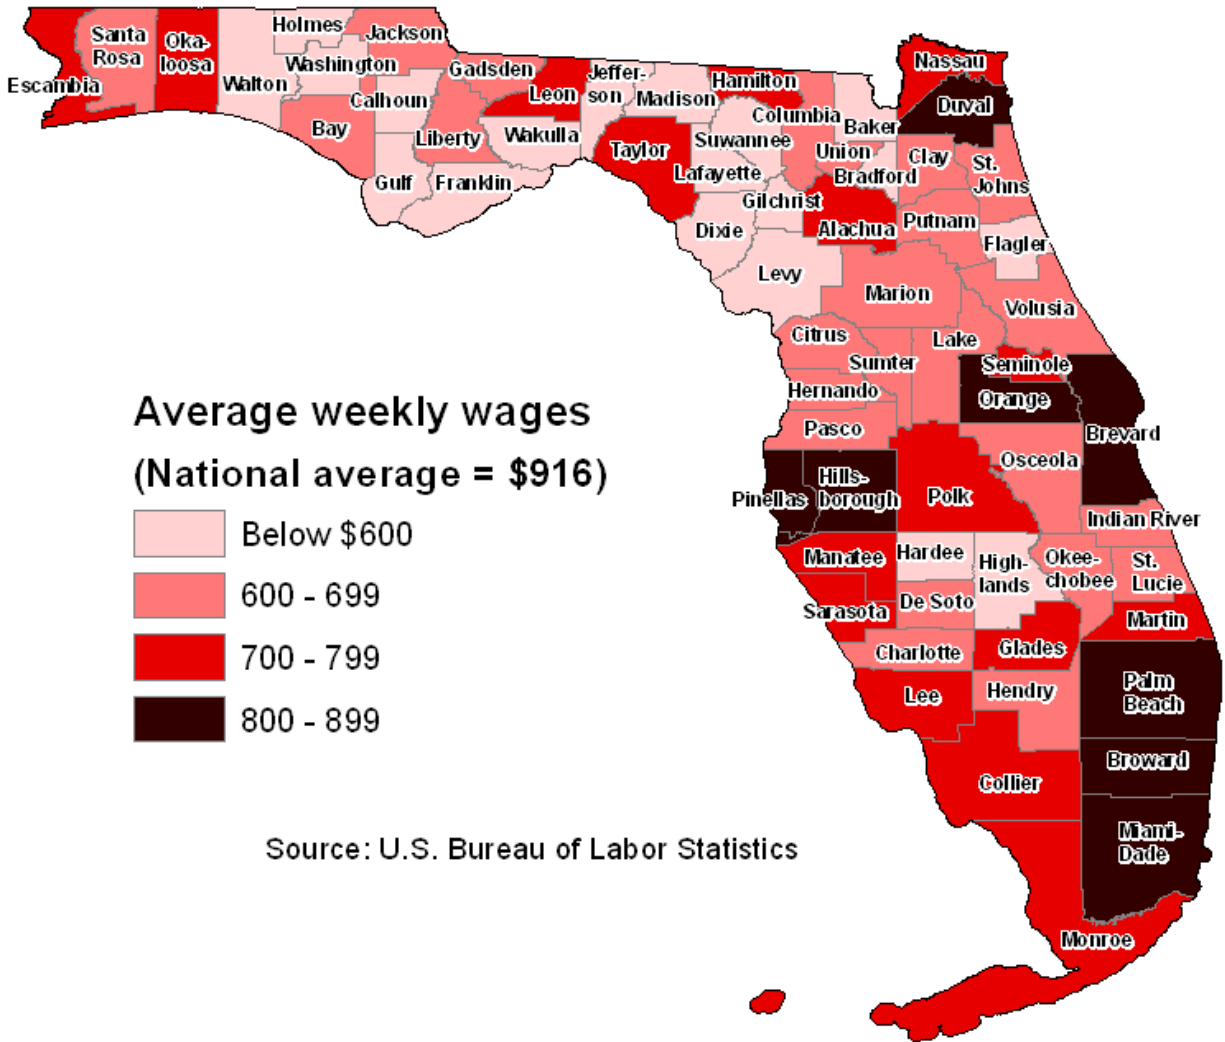 Holmes
Jackson
Santa
Rosa
Oka-
loosa
Escambia
Walton
Washington
Calhoun
Bay
Gulf
Liberty
Franklin
Gadsden
Leon
Wakulla
Jeffer-
son
Madison
Taylor
Hamilton
Suwannee
Lafayette
Dixie
Columbia
Gilchrist
Baker
Union
Bradford
Alachua
Levy
Nassau
Duval
Clay
St.
Johns
Putnam
Flagler
Marion
Volusia
Citrus
Sumter
Lake
Hernando
Pasco
Seminole
Orange
Brevard
Osceola
Pinellas
Hills-
borough
Polk
Indian River
Manatee
Hardee
High-
lands
Okee-
chobee
St.
Lucie
Sarasota
De Soto
Martin
Charlotte
Glades
Lee
Hendry
Palm
Beach
Broward
Collier
Miami-
Dade
Monroe
Average weekly wages
(National average = $916)
Below $600
600 - 699
700 - 799
800 - 899
Source: U.S. Bureau of Labor Statistics